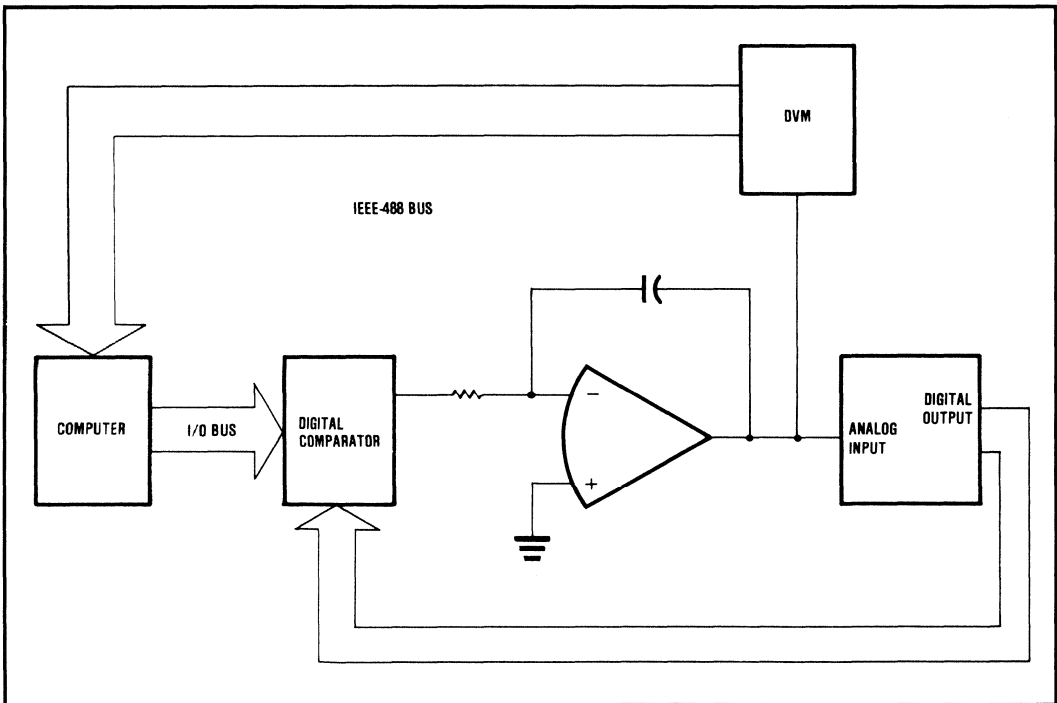 DVM
IEEE-488 BUS
COMPUTER
I/O BUS
DIGITAL
COMPARATOR
−
+
ANALOG
INPUT
DIGITAL
OUTPUT